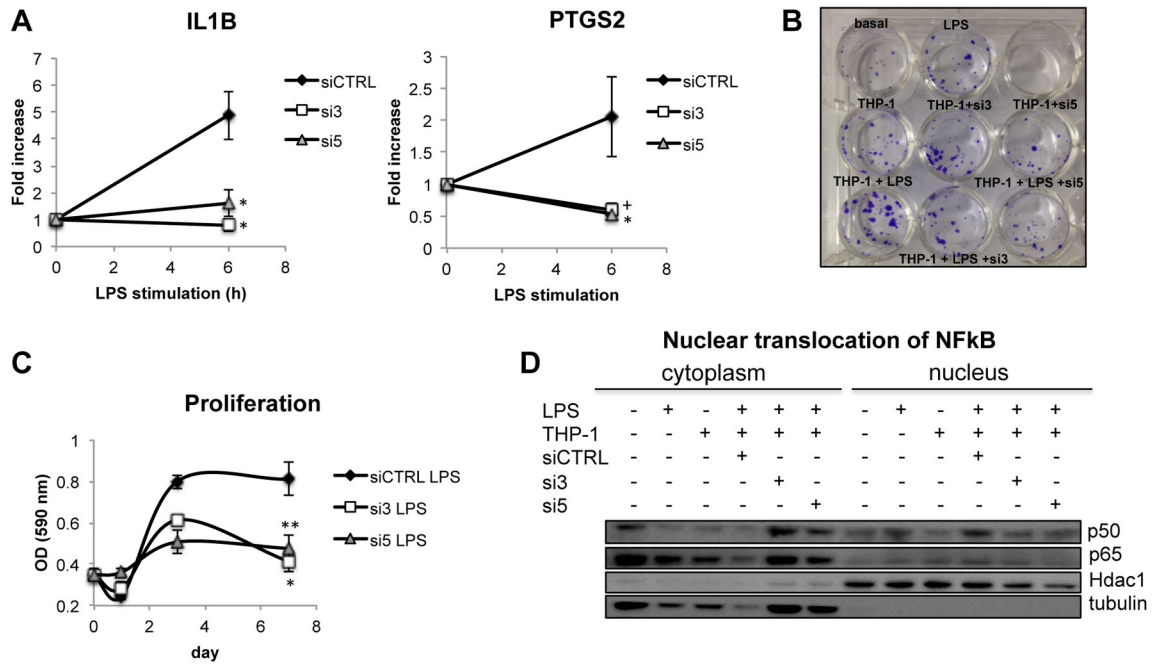 A
IL1B
Fold increase
7
6
5
4
3
2
1
0
0 2 4 6 8
LPS stimulation (h)
siCTRL
si3
si5
*
*
PTGS2
Fold increase
3
2.5
2
1.5
1
0.5
0
0 2 4 6 8
LPS stimulation
siCTRL
si3
si5
+
*
B
basal LPS
THP-1 THP-1+si3 THP-1+si5
THP-1 + LPS THP-1 + LPS +si5
THP-1 + LPS +si3
C
Proliferation
OD (590 nm)
1
0.8
0.6
0.4
0.2
0 2 4 6 8
day
siCTRL LPS
si3 LPS
si5 LPS
**
*
D
Nuclear translocation of NFkB
cytoplasm nucleus
LPS - + - + + + - + - + + +
THP-1 - - + + + + - - + + + +
siCTRL - - - + - - - - - + - -
si3 - - - - + - - - - - + -
si5 - - - - - + - - - - - +
p50
p65
Hdac1
tubulin